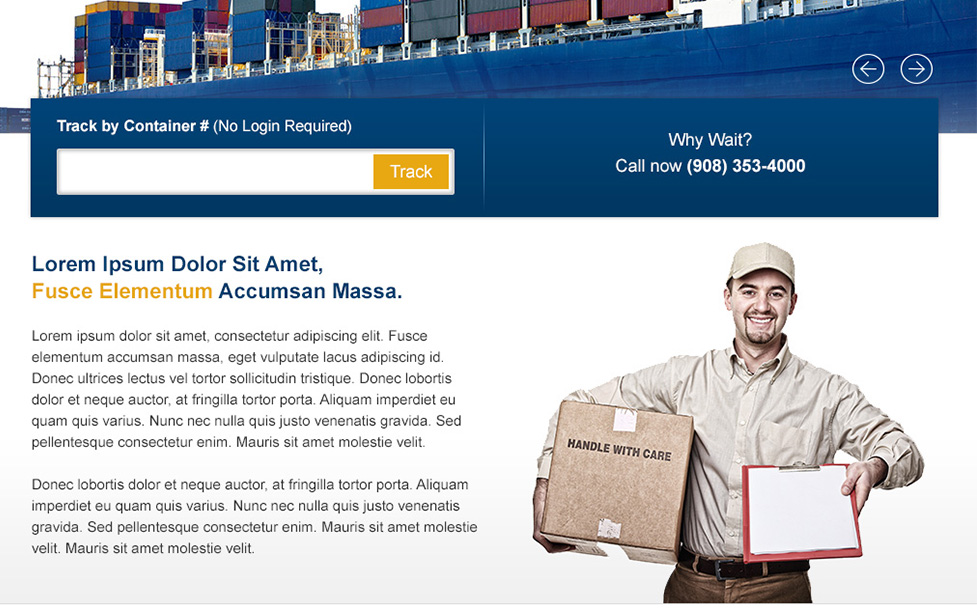 Track by Container # (No Login Required)
Track
Why Wait?
Call now (908) 353-4000
Lorem Ipsum Dolor Sit Amet,
Fusce Elementum Accumsan Massa.
Lorem ipsum dolor sit amet, consectetur adipiscing elit. Fusce
elementum accumsan massa, eget vulputate lacus adipiscing id.
Donec ultrices lectus vel tortor sollicitudin tristique. Donec lobortis
dolor et neque auctor, at fringilla tortor porta. Aliquam imperdiet eu
quam quis varius. Nunc nec nulla quis justo venenatis gravida. Sed
pellentesque consectetur enim. Mauris sit amet molestie velit.
Donec lobortis dolor et neque auctor, at fringilla tortor porta. Aliquam
imperdiet eu quam quis varius. Nunc nec nulla quis justo venenatis
gravida. Sed pellentesque consectetur enim. Mauris sit amet molestie
velit. Mauris sit amet molestie velit.
HANDLE WITH CARE